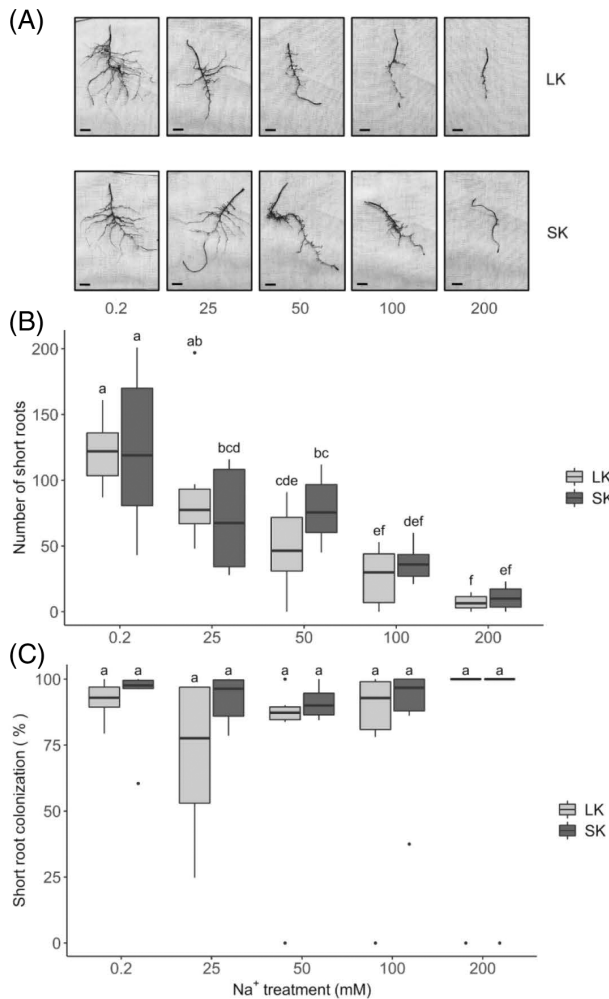 (A)
LK
SK
0.2 25 50 100 200
(B)
Number of short roots
200
150
100
50
0
a a ab bcd cde bc ef def f ef
LK
SK
0.2 25 50 100 200
(C)
Short root colonization ( % )
100
75
50
25
0
a a a a a a a a a a
LK
SK
0.2 25 50 100 200
Na⁺ treatment (mM)